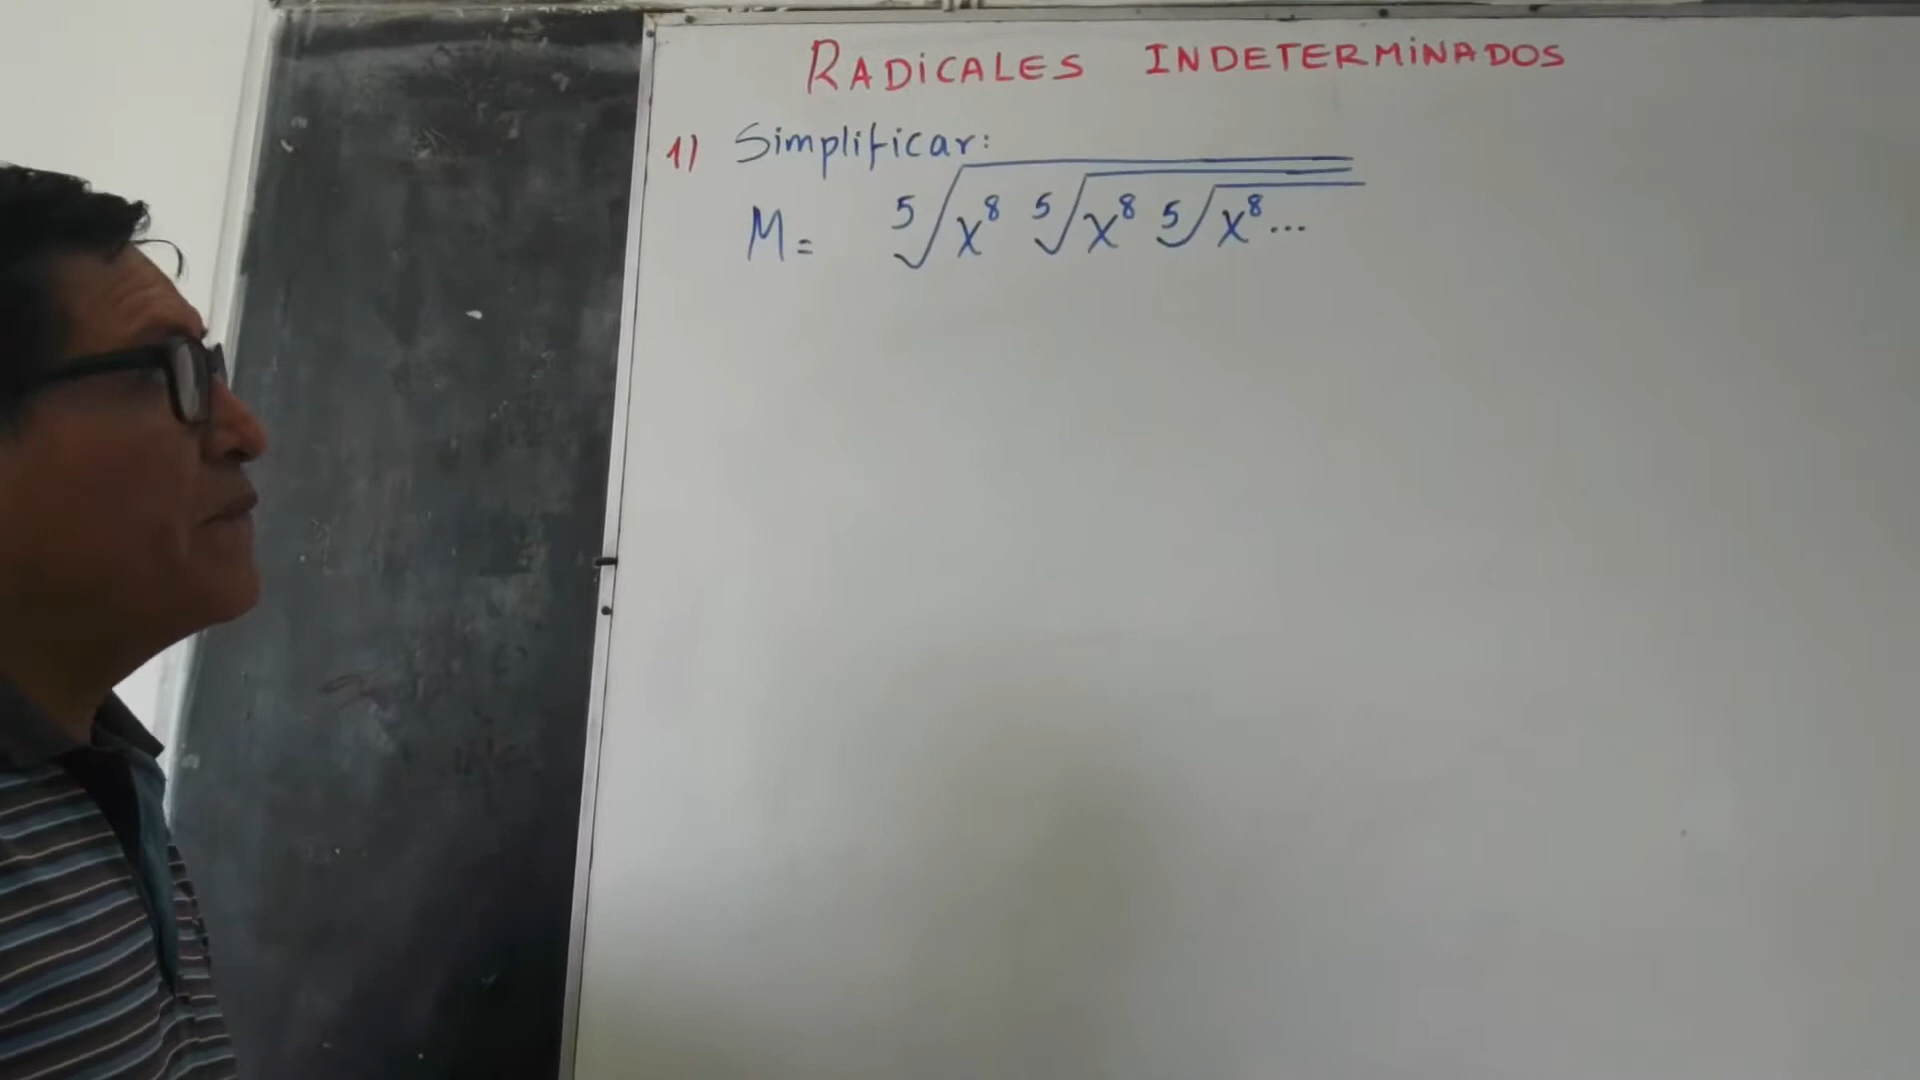 RADICALES INDETERMINADOS
1) Simplificar:
M = ⁵√(x⁸ ⁵√(x⁸ ⁵√(x⁸...